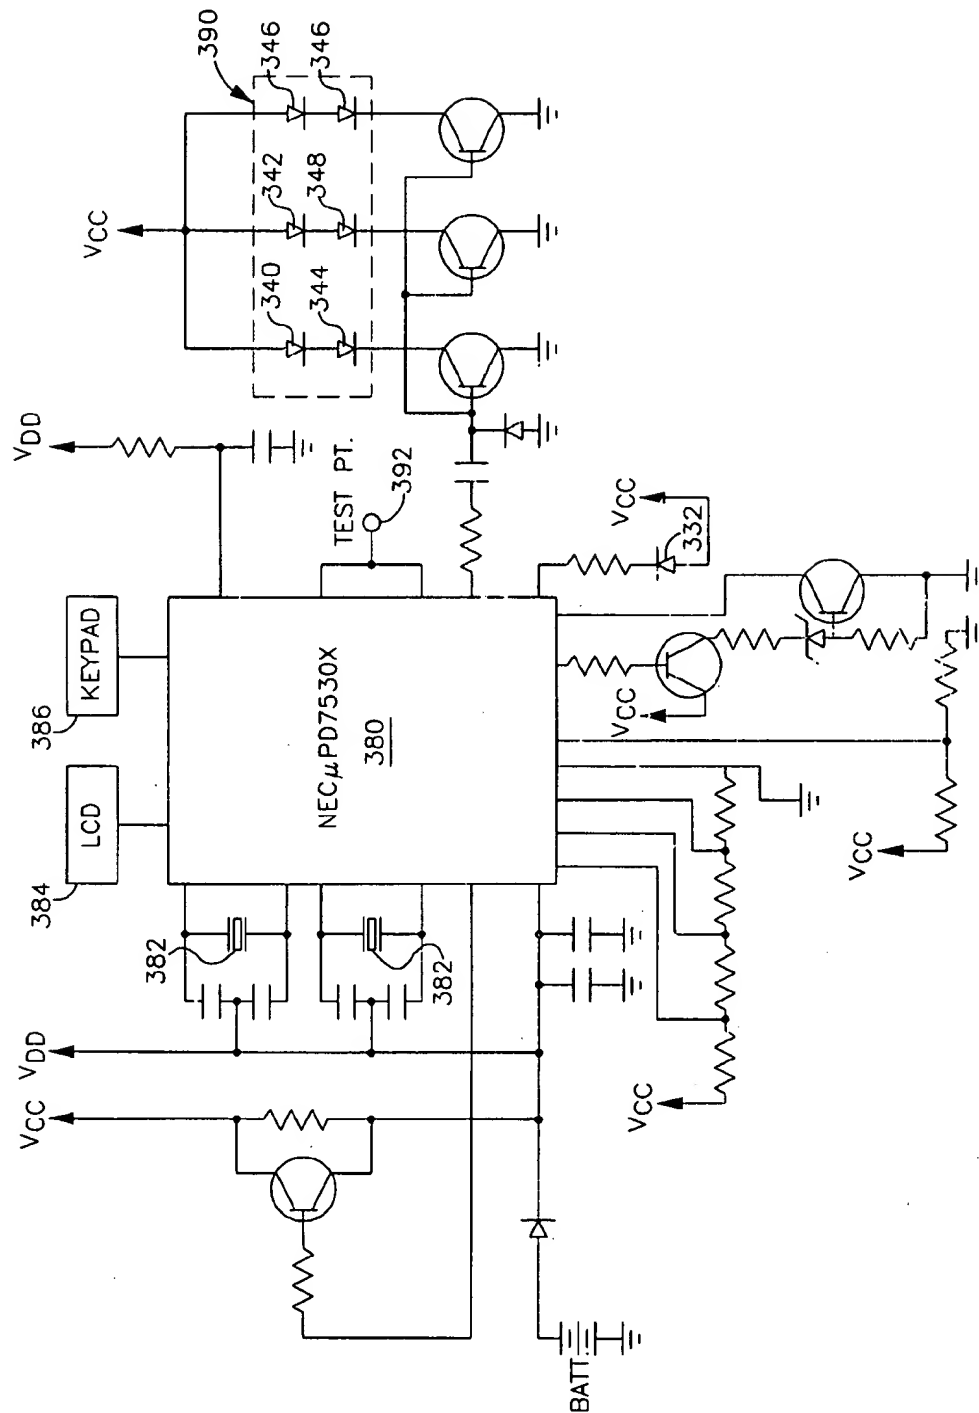 390
346
346
342
348
340
344
VCC
VDD
TEST PT.
392
VCC
332
386
KEYPAD
384
LCD
NECμPD7530X
380
VCC
VCC
382
382
VDD
VCC
VCC
BATT.